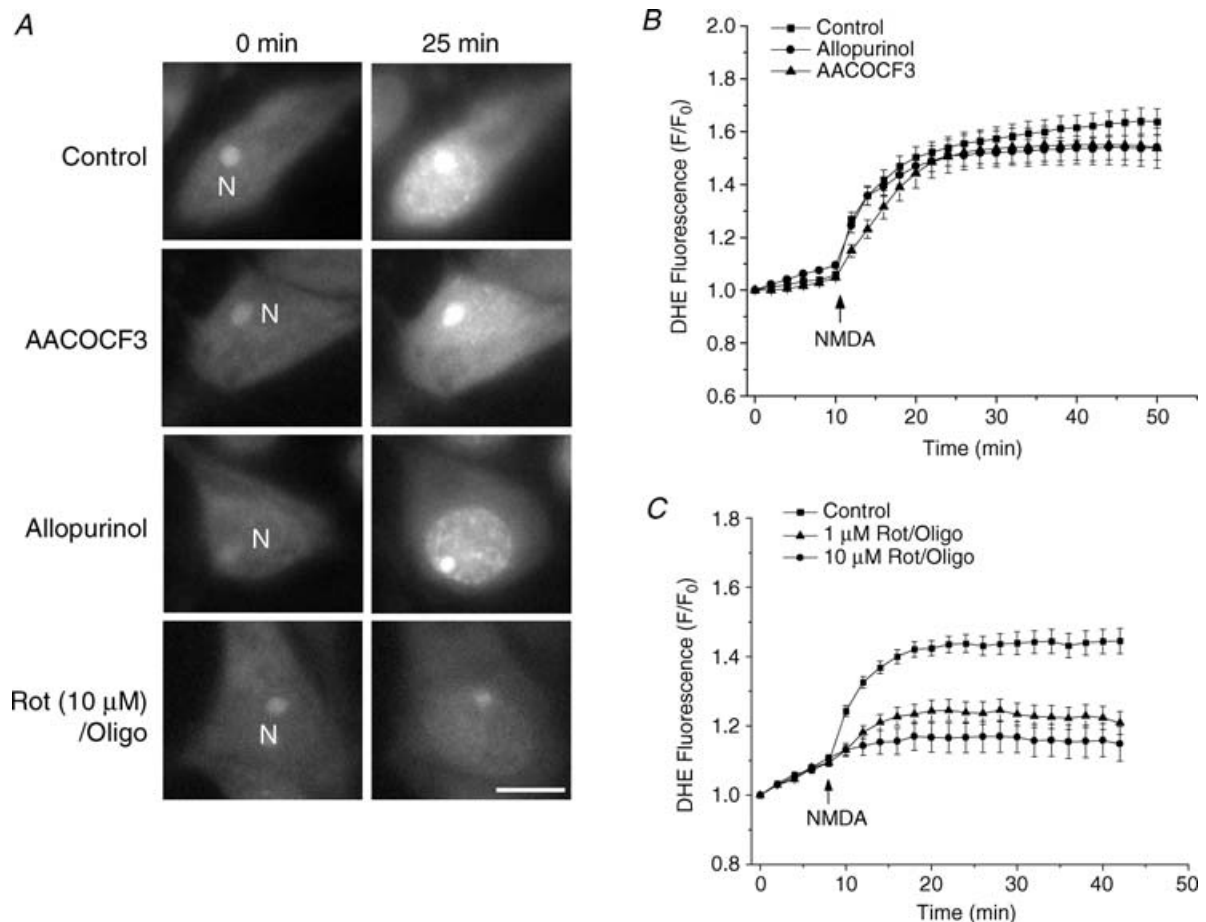 A
0 min 25 min
Control
N
AACOCF3
N
Allopurinol
N
Rot (10 μM)
/Oligo
N
B
Control
Allopurinol
AACOCF3
DHE Fluorescence (F/F₀)
2.0
1.8
1.6
1.4
1.2
1.0
0.8
0.6
NMDA
0 10 20 30 40 50
Time (min)
C
Control
1 μM Rot/Oligo
10 μM Rot/Oligo
DHE Fluorescence (F/F₀)
1.8
1.6
1.4
1.2
1.0
0.8
NMDA
0 10 20 30 40 50
Time (min)